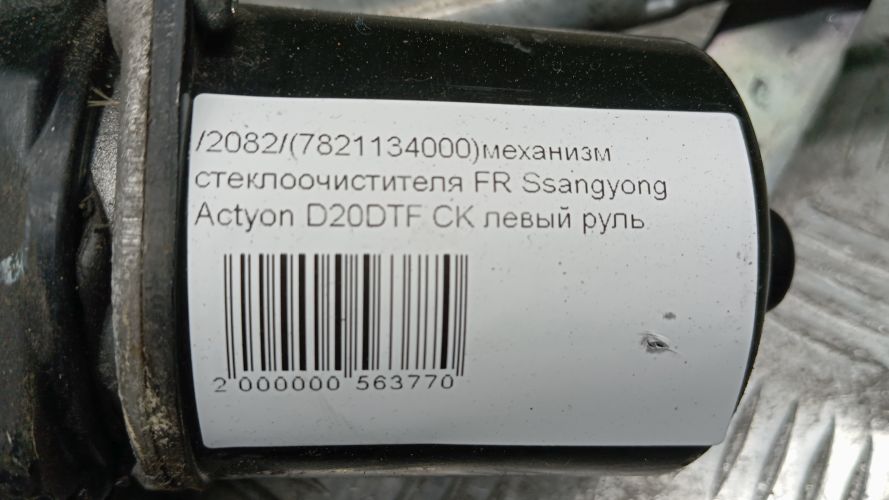 /2082/(7821134000)механизм
стеклоочистителя FR Ssangyong
Actyon D20DTF CK левый руль
2 000000 563770